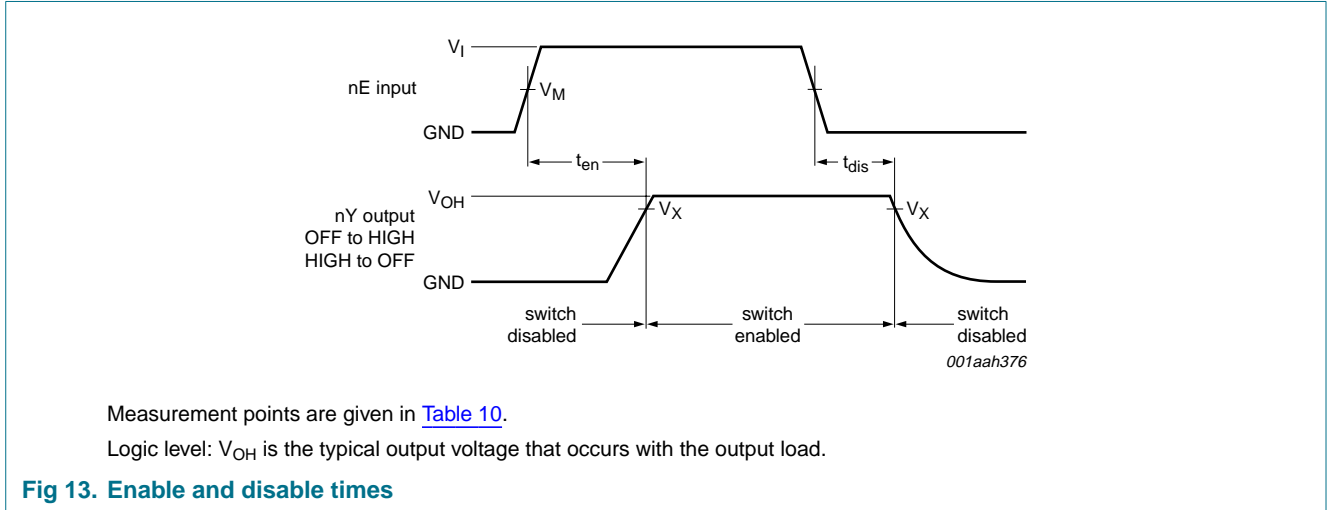 V_I
nE input
V_M
GND
t_en
t_dis
V_OH
nY output
OFF to HIGH
HIGH to OFF
V_X
V_X
GND
switch
disabled
switch
enabled
switch
disabled
001aah376
Measurement points are given in Table 10.
Logic level: V_OH is the typical output voltage that occurs with the output load.
Fig 13. Enable and disable times